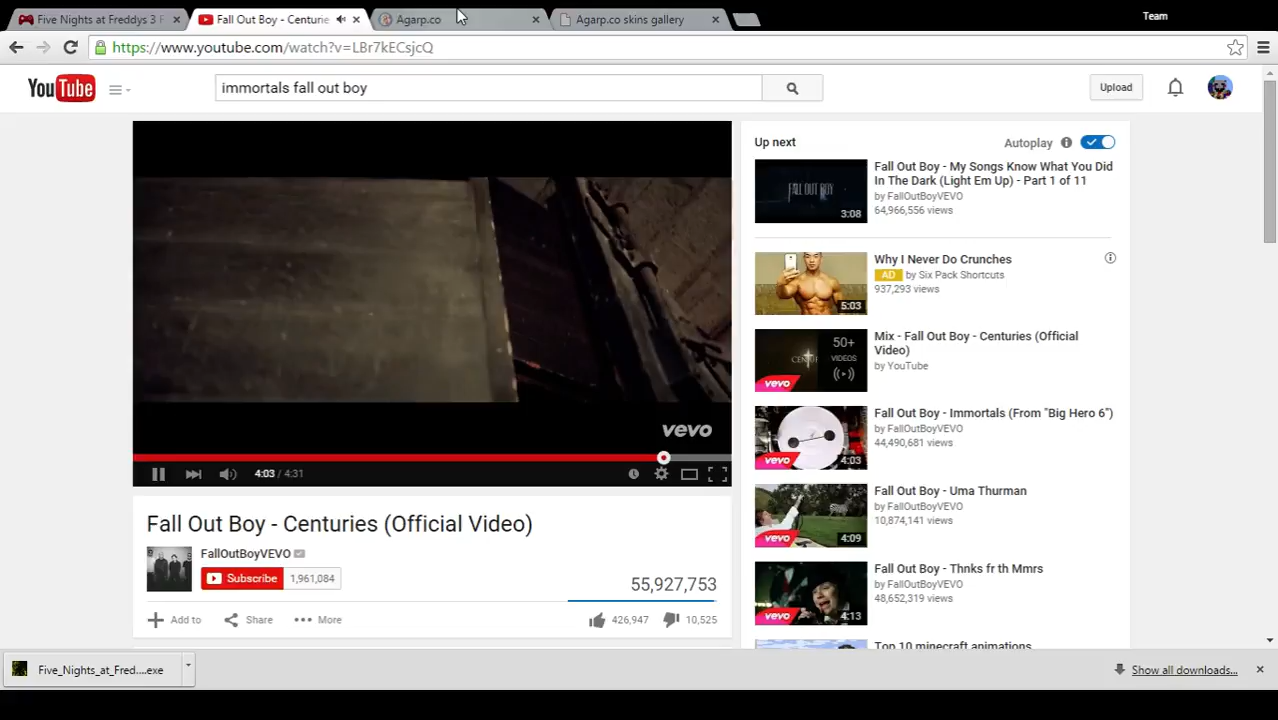 Five Nights at Freddys 3 F
Fall Out Boy - Centurie
Agarp.co
Agarp.co skins gallery
Team
https://www.youtube.com/watch?v=LBr7kECsjcQ
YouTube
immortals fall out boy
Upload
Up next
Autoplay
FALL OUT BOY
3:08
Fall Out Boy - My Songs Know What You Did
In The Dark (Light Em Up) - Part 1 of 11
by FallOutBoyVEVO
64,966,556 views
5:03
Why I Never Do Crunches
AD by Six Pack Shortcuts
937,293 views
50+
VIDEOS
vevo
Mix - Fall Out Boy - Centuries (Official
Video)
by YouTube
vevo
4:03
Fall Out Boy - Immortals (From "Big Hero 6")
by FallOutBoyVEVO
44,490,681 views
vevo
4:09
Fall Out Boy - Uma Thurman
by FallOutBoyVEVO
10,874,141 views
vevo
4:13
Fall Out Boy - Thnks fr th Mmrs
by FallOutBoyVEVO
48,652,319 views
Top 10 minecraft animations
vevo
4:03 / 4:31
Fall Out Boy - Centuries (Official Video)
FallOutBoyVEVO
Subscribe 1,961,084
55,927,753
Add to Share More
426,947 10,525
Five_Nights_at_Fred....exe
Show all downloads...